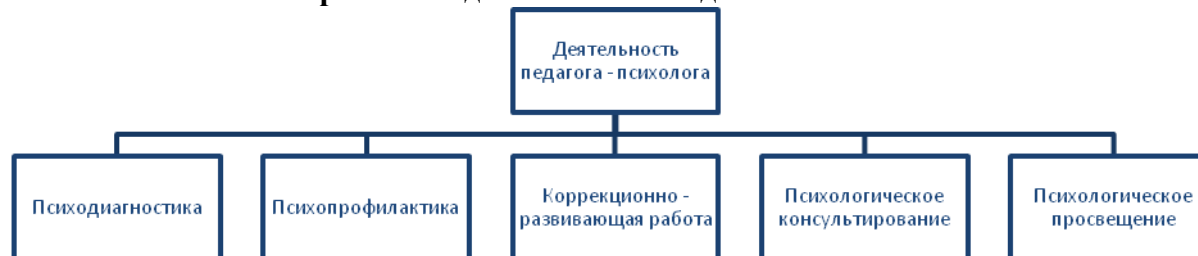 Деятельность
педагога - психолога
Психодиагностика
Психопрофилактика
Коррекционно -
развивающая работа
Психологическое
консультирование
Психологическое
просвещение